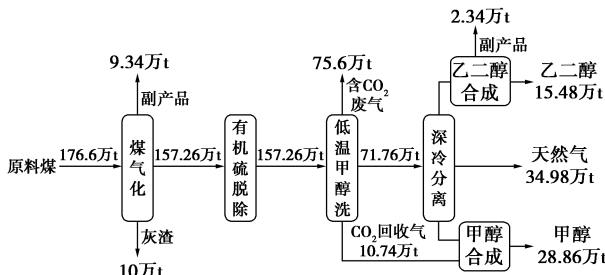 2.34万t
副产品
9.34万t
75.6万t
乙二醇
合成
乙二醇
15.48万t
副产品
含CO₂
废气
原料煤
176.6万t
煤气化
157.26万t
有机硫脱除
157.26万t
低温甲醇洗
71.76万t
深冷分离
天然气
34.98万t
灰渣
10万t
CO₂回收气
10.74万t
甲醇
合成
甲醇
28.86万t